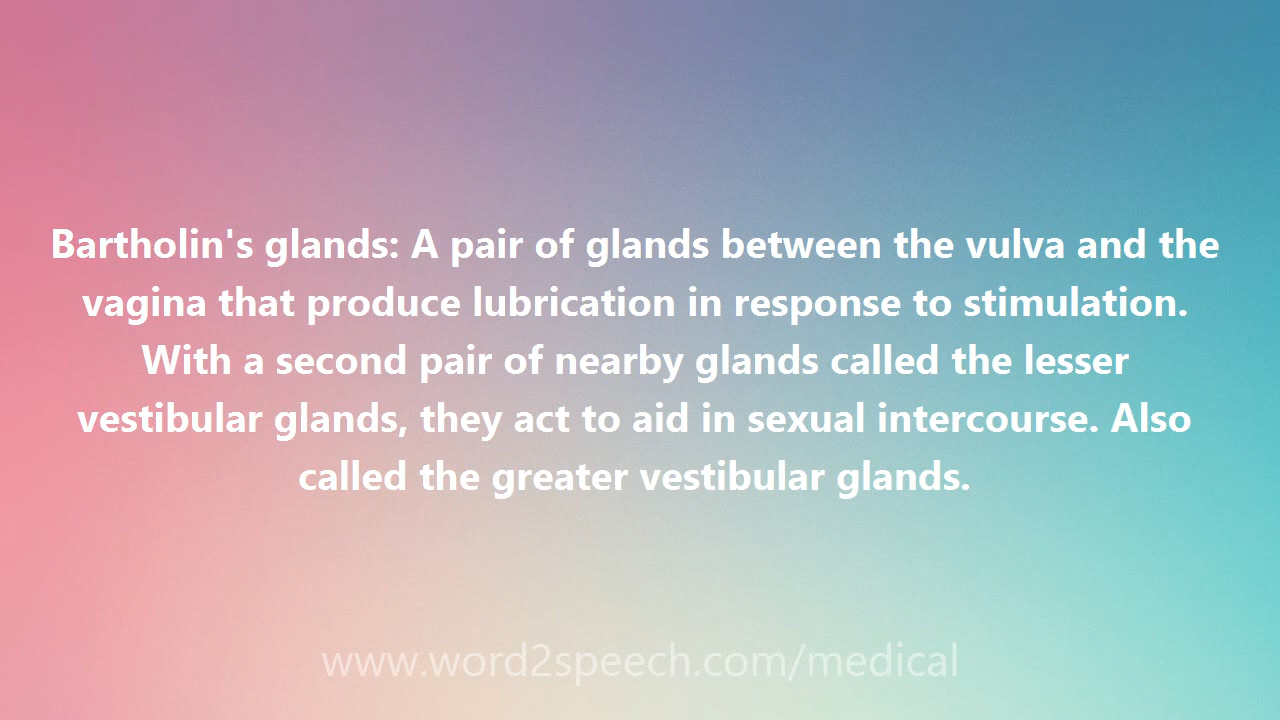 Bartholin's glands: A pair of glands between the vulva and the
vagina that produce lubrication in response to stimulation.
With a second pair of nearby glands called the lesser
vestibular glands, they act to aid in sexual intercourse. Also
called the greater vestibular glands.
www.word2speech.com/medical